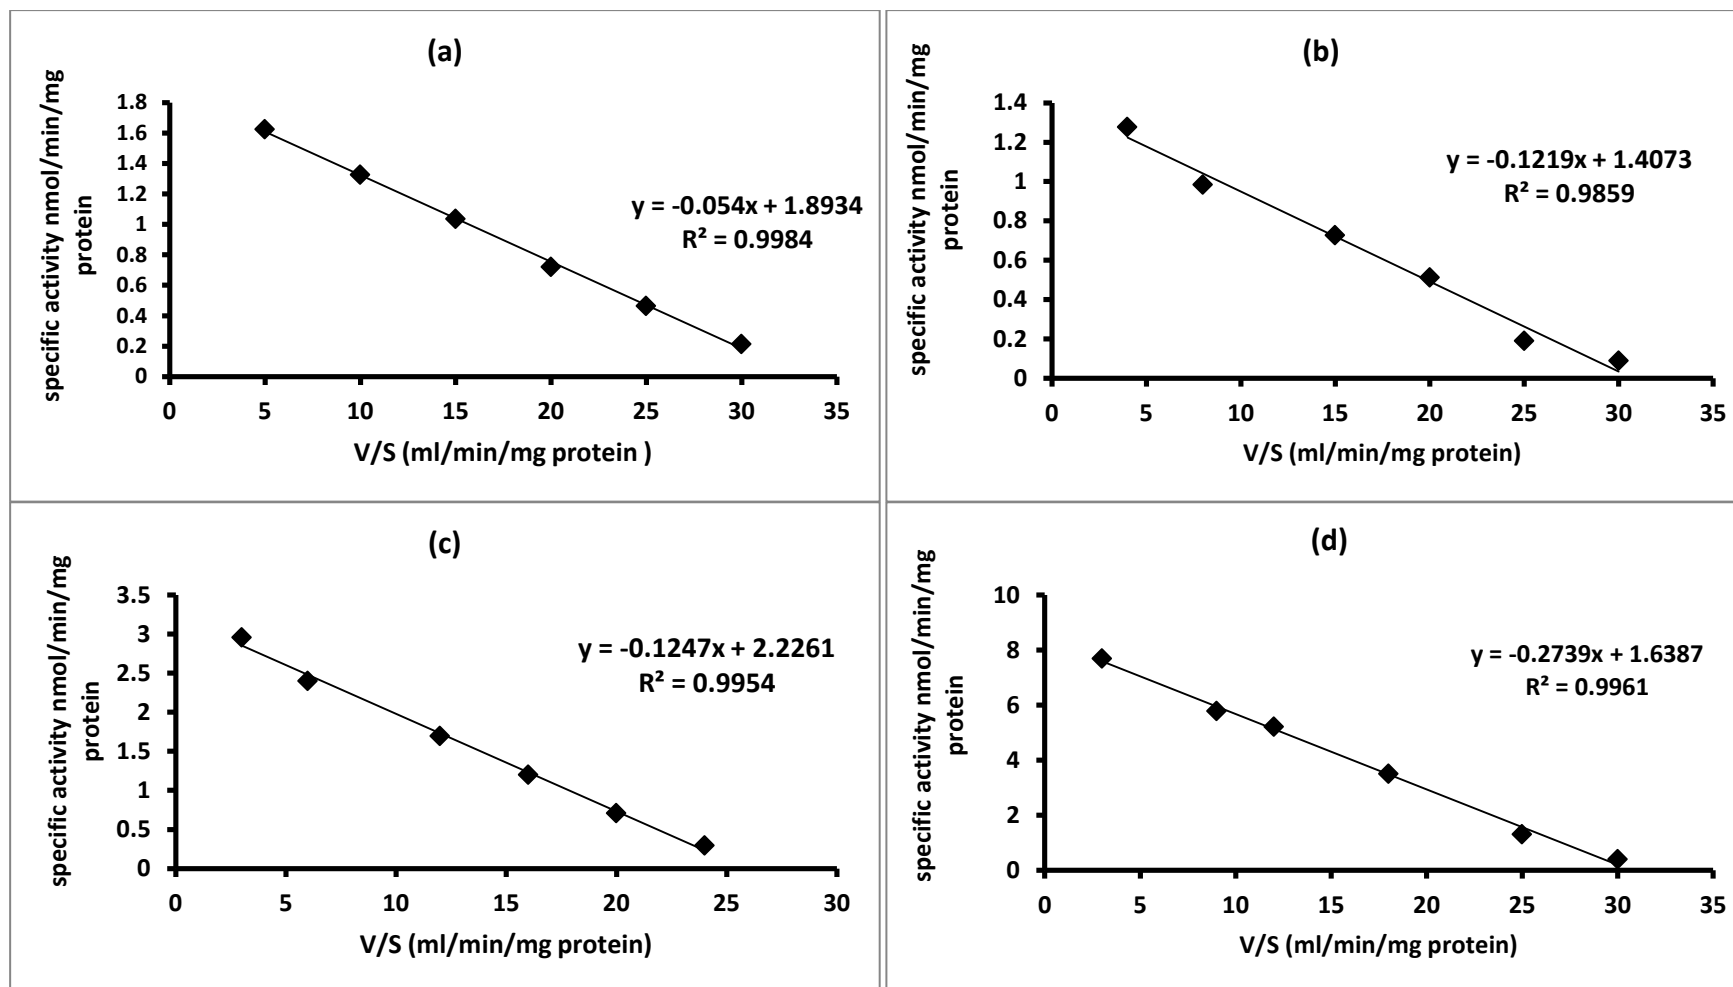 (a)
specific activity nmol/min/mg
protein
1.8
1.6
1.4
1.2
1
0.8
0.6
0.4
0.2
0
y = -0.054x + 1.8934
R² = 0.9984
0 5 10 15 20 25 30 35
V/S (ml/min/mg protein )
(b)
specific activity nmol/min/mg
protein
1.4
1.2
1
0.8
0.6
0.4
0.2
0
y = -0.1219x + 1.4073
R² = 0.9859
0 5 10 15 20 25 30 35
V/S (ml/min/mg protein)
(c)
specific activity nmol/min/mg
protein
3.5
3
2.5
2
1.5
1
0.5
0
y = -0.1247x + 2.2261
R² = 0.9954
0 5 10 15 20 25 30
V/S (ml/min/mg protein)
(d)
specific activity nmol/min/mg
protein
10
8
6
4
2
0
y = -0.2739x + 1.6387
R² = 0.9961
0 5 10 15 20 25 30 35
V/S (ml/min/mg protein)